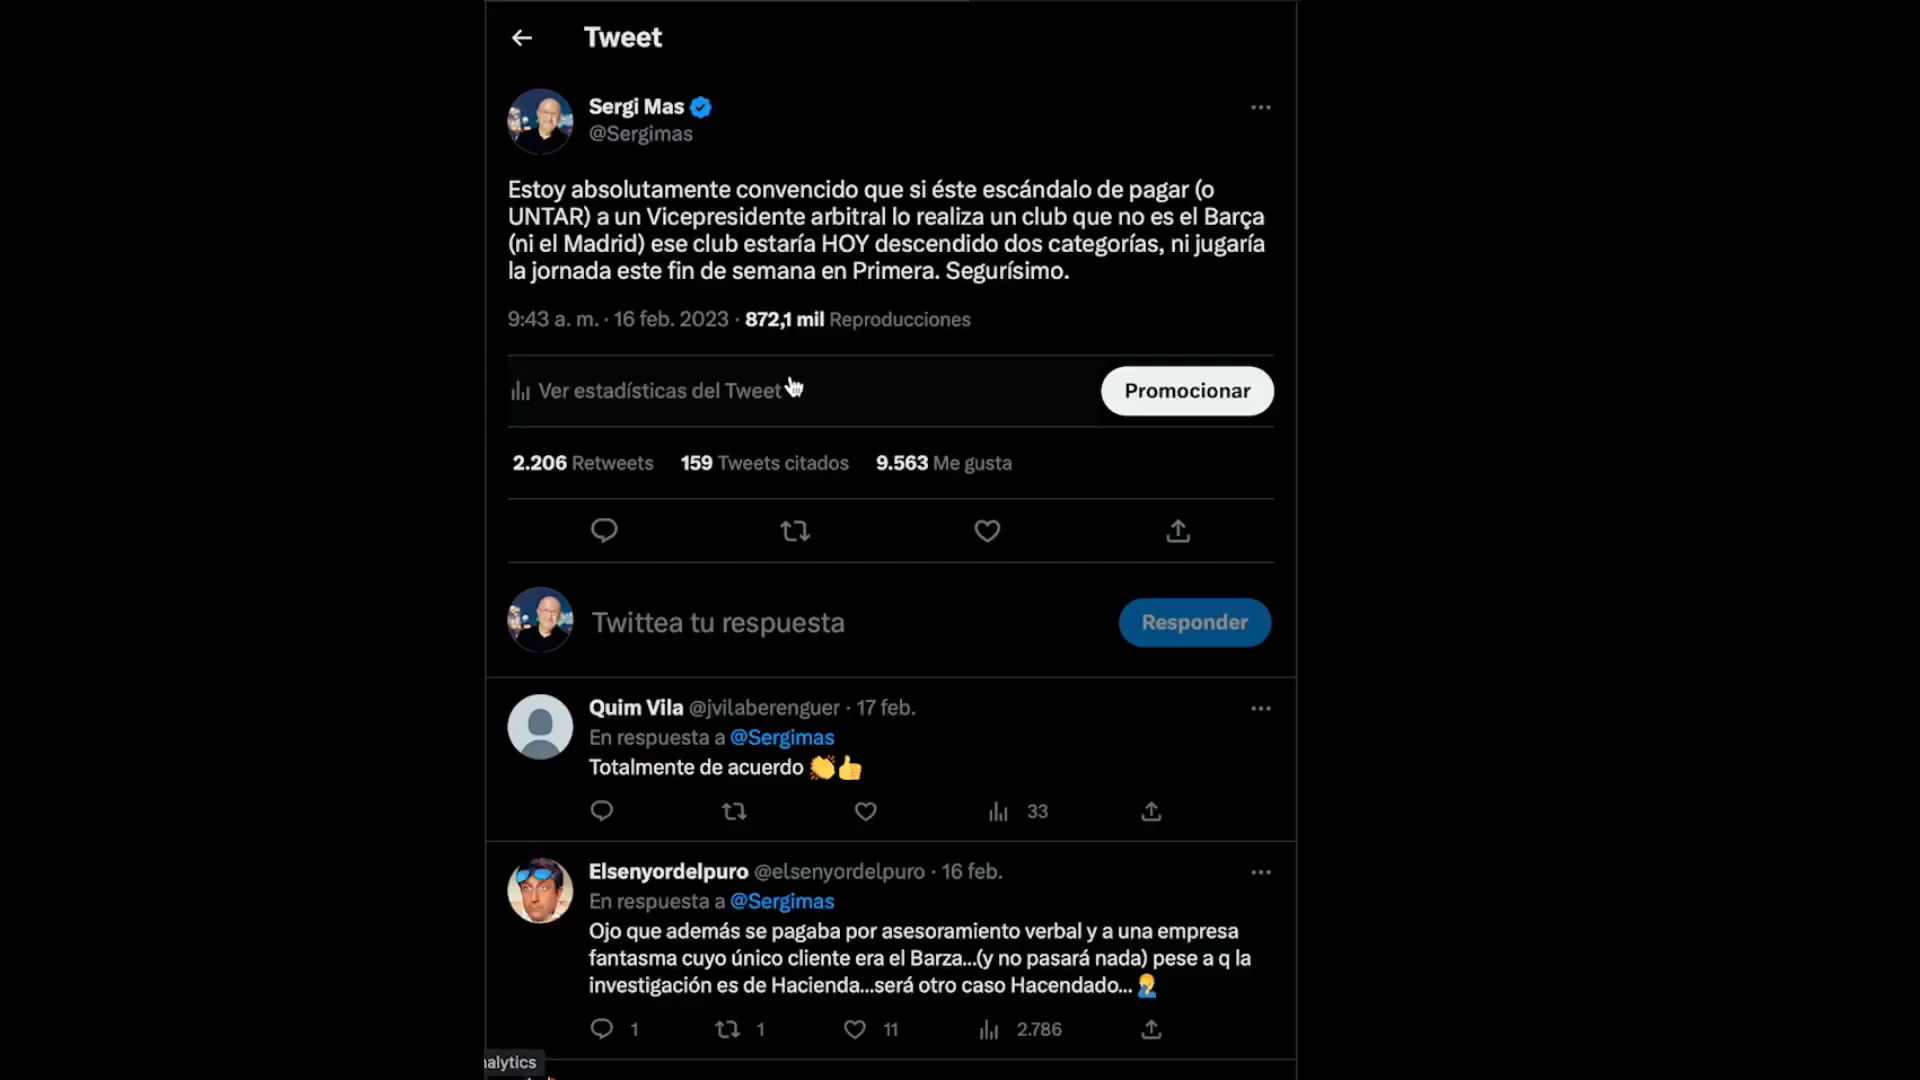 Tweet
Sergi Mas
@Sergimas
Estoy absolutamente convencido que si éste escándalo de pagar (o
UNTAR) a un Vicepresidente arbitral lo realiza un club que no es el Barça
(ni el Madrid) ese club estaría HOY descendido dos categorías, ni jugaría
la jornada este fin de semana en Primera. Segurísimo.
9:43 a. m. · 16 feb. 2023 · 872,1 mil Reproducciones
Ver estadísticas del Tweet
Promocionar
2.206 Retweets 159 Tweets citados 9.563 Me gusta
Twittea tu respuesta
Responder
Quim Vila @jvilaberenguer · 17 feb.
En respuesta a @Sergimas
Totalmente de acuerdo 👏👍
33
Elsenyordelpuro @elsenyordelpuro · 16 feb.
En respuesta a @Sergimas
Ojo que además se pagaba por asesoramiento verbal y a una empresa
fantasma cuyo único cliente era el Barza...(y no pasará nada) pese a q la
investigación es de Hacienda...será otro caso Hacendado... 🤦‍♂️
1 1 11 2.786
nalytics